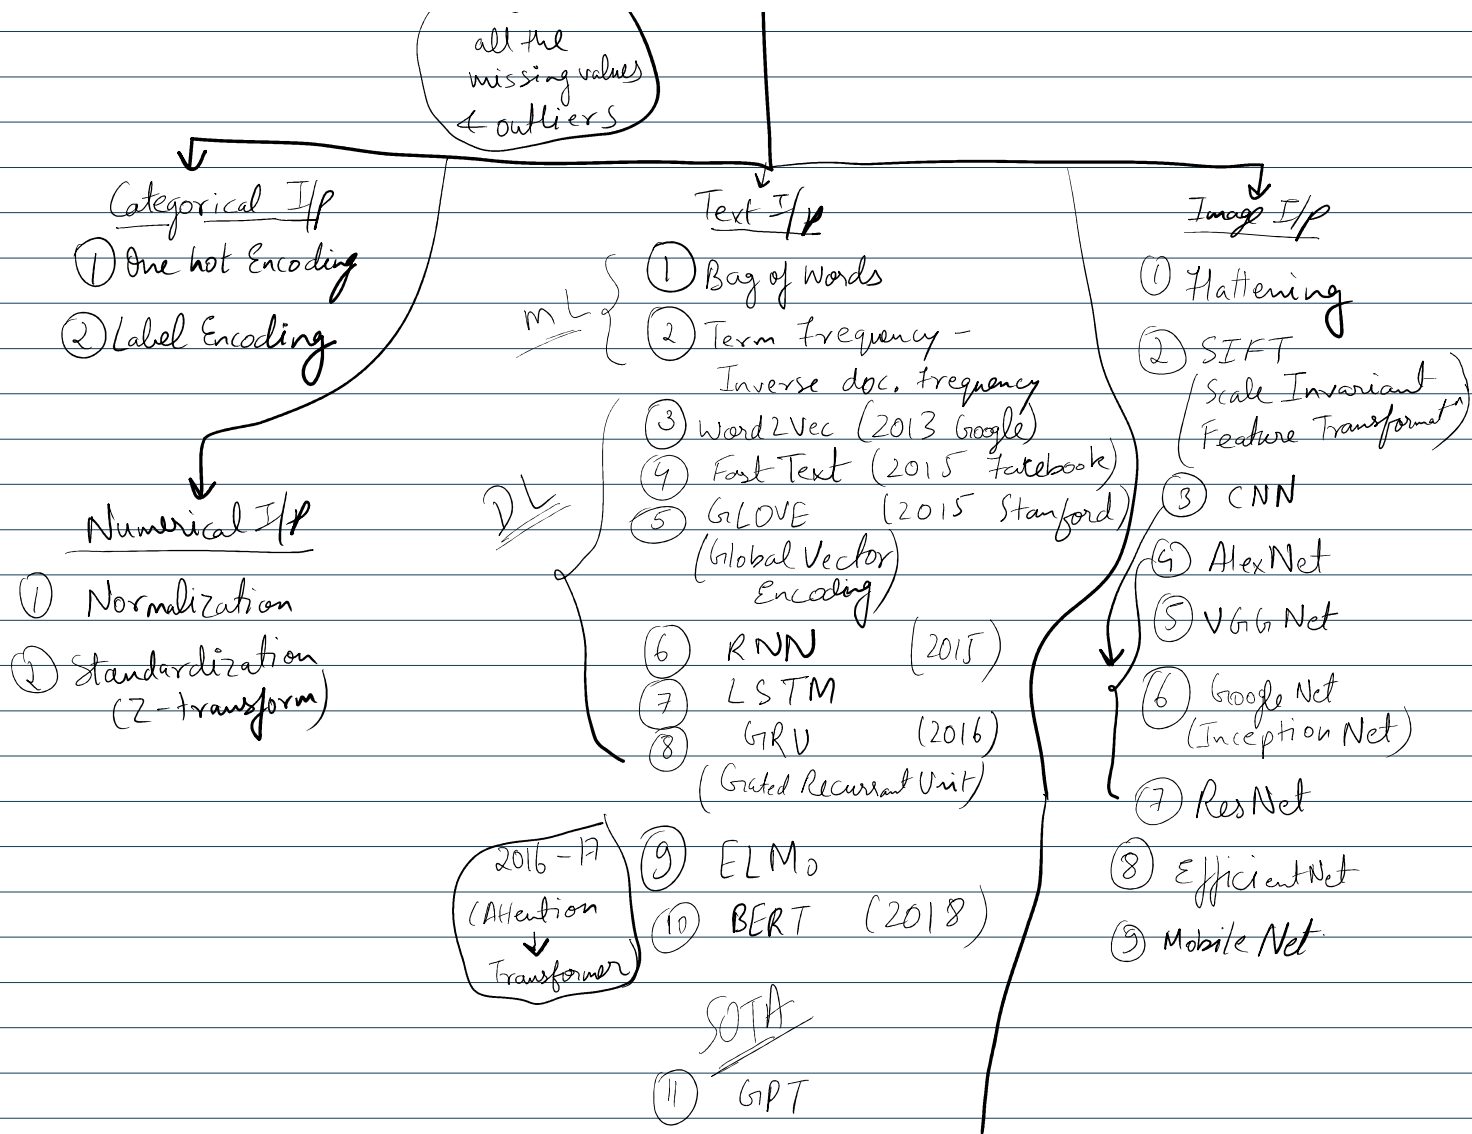 all the
missing values
& outliers
Categorical I/P
① One hot Encoding
② Label Encoding
Numerical I/P
① Normalization
② Standardization
(Z-transform)
Text I/P
ML
① Bag of Words
② Term Frequency -
Inverse doc. frequency
DL
③ Word2Vec (2013 Google)
④ Fast Text (2015 Facebook)
⑤ GLOVE (2015 Stanford)
(Global Vector
Encoding)
⑥ RNN (2015)
⑦ LSTM
⑧ GRU (2016)
(Grated Recurrant Unit)
2016-17
(Attention
↓
Transformer)
⑨ ELMo
⑩ BERT (2018)
SOTA
⑪ GPT
Image I/P
① Flattening
② SIFT
(Scale Invariant
Feature Transformatⁿ)
③ CNN
④ AlexNet
⑤ VGG Net
⑥ Google Net
(Inception Net)
⑦ ResNet
⑧ EfficientNet
⑨ Mobile Net.